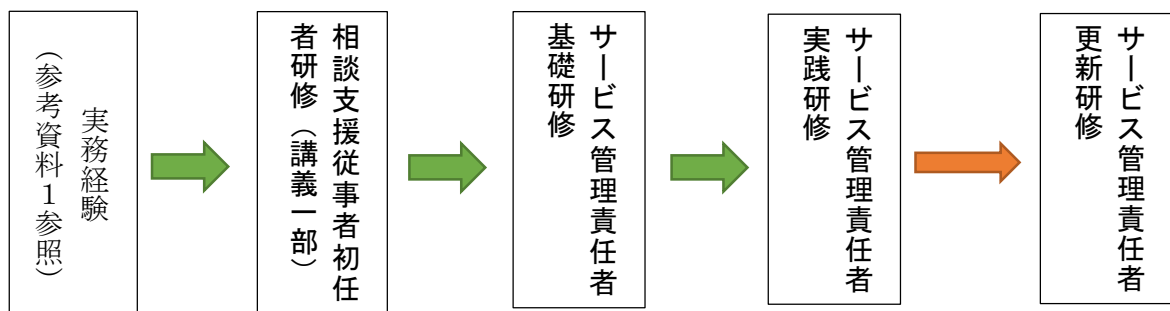 実務経験
（参考資料１参照）
相談支援従事者初任
者研修（講義一部）
サービス管理責任者
基礎研修
サービス管理責任者
実践研修
サービス管理責任者
更新研修